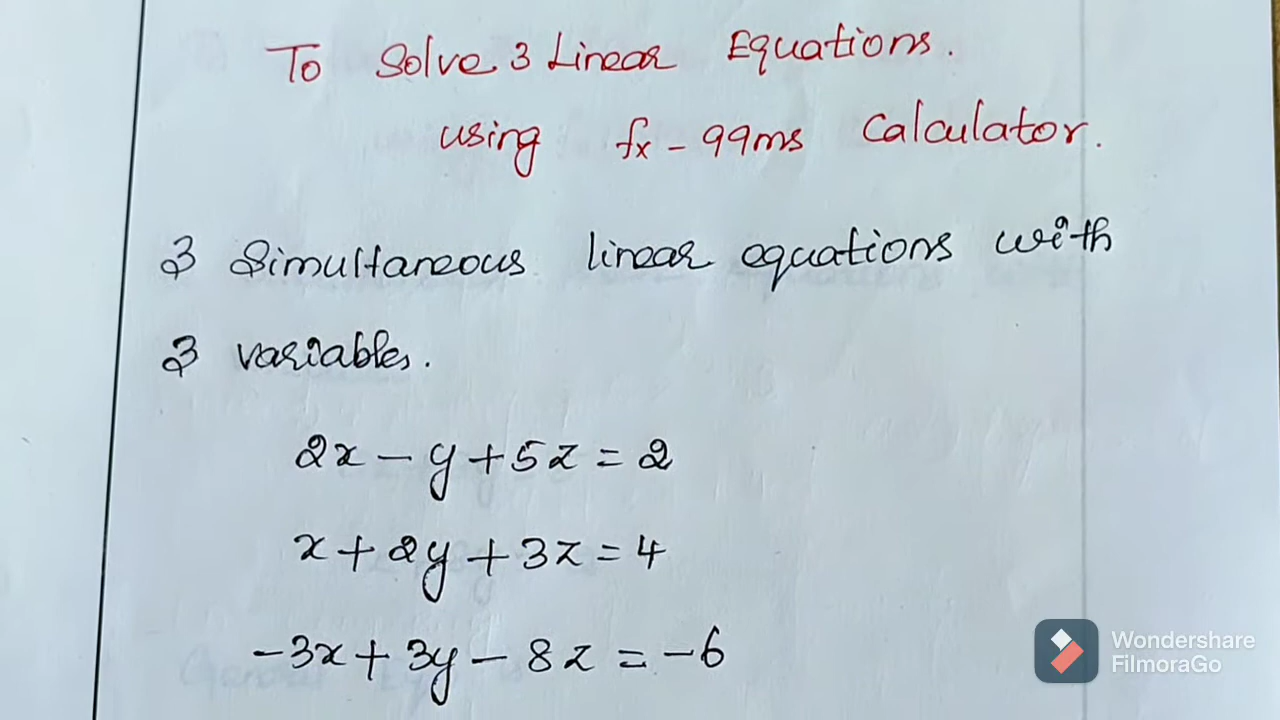 To Solve 3 Linear Equations.
using fx - 99ms Calculator.
3 Simultaneous linear equations with
3 variables.
2x - y + 5z = 2
x + 2y + 3z = 4
-3x + 3y - 8z = -6
Wondershare
FilmoraGo